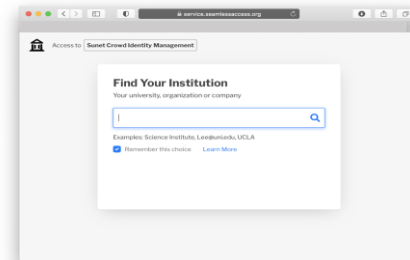 service.seamlessaccess.org
Access to Sunet Crowd Identity Management
Find Your Institution
Your university, organization or company
Examples: Science Institute, Lee@uni.edu, UCLA
Remember this choice Learn More